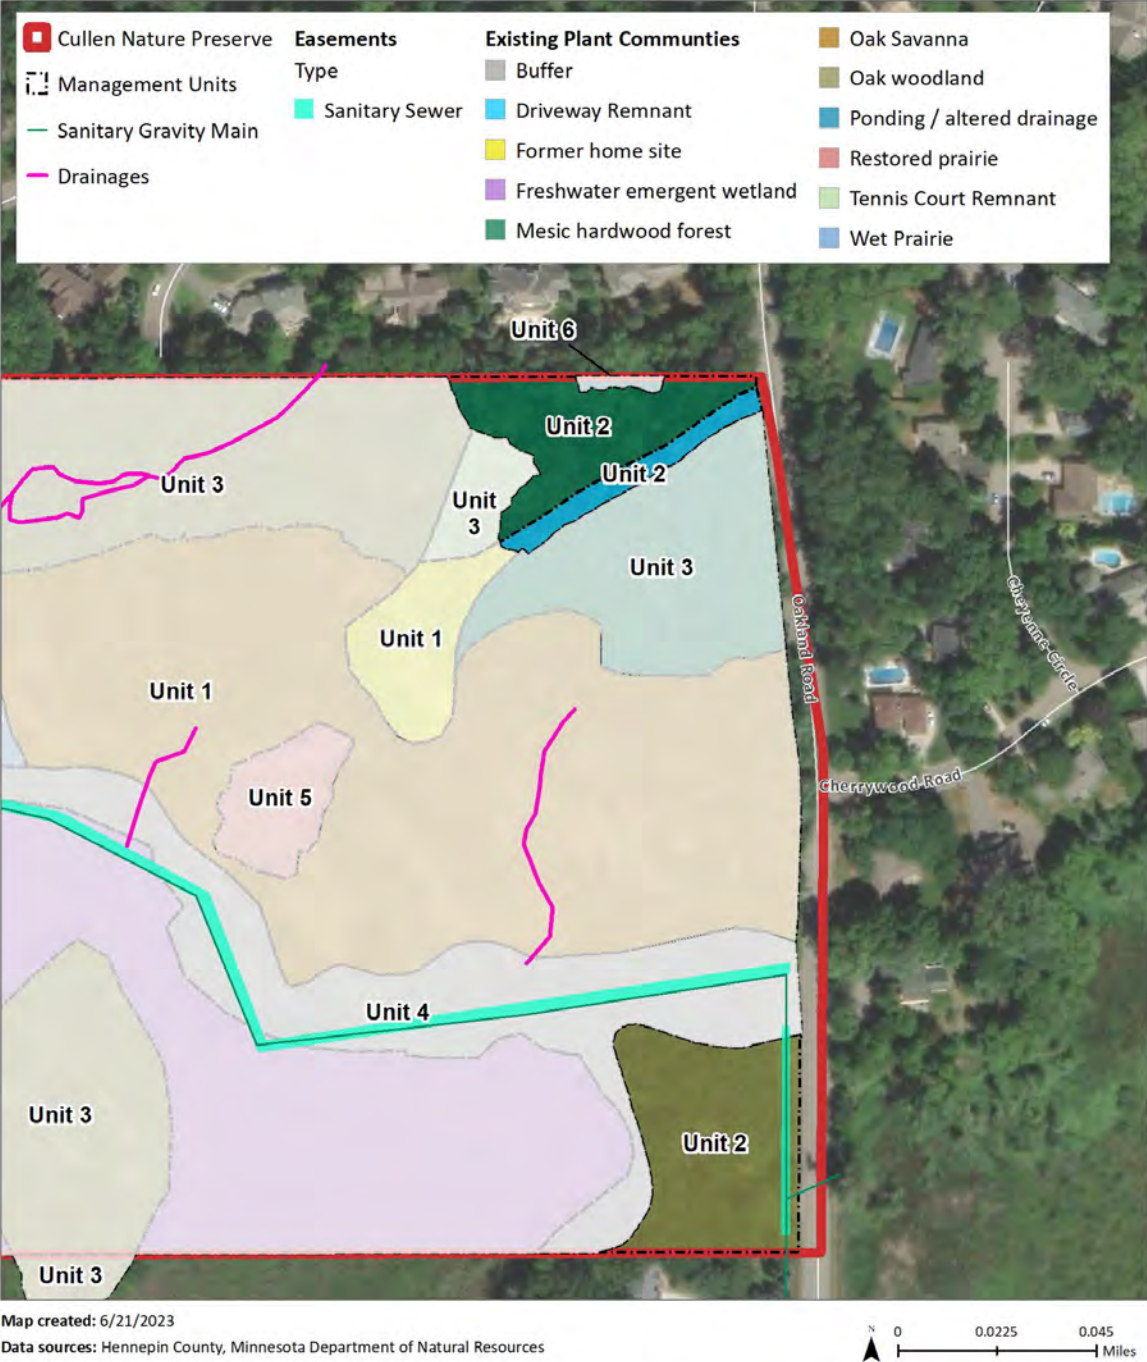 Cullen Nature Preserve
Management Units
Sanitary Gravity Main
Drainages
Easements
Type
Sanitary Sewer
Existing Plant Communties
Buffer
Driveway Remnant
Former home site
Freshwater emergent wetland
Mesic hardwood forest
Oak Savanna
Oak woodland
Ponding / altered drainage
Restored prairie
Tennis Court Remnant
Wet Prairie
Unit 6
Unit 2
Unit 2
Unit 3
Unit
3
Unit 3
Unit 1
Unit 1
Unit 5
Unit 4
Unit 3
Unit 2
Unit 3
Oakland Road
Cheyenne Circle
Cherrywood Road
Map created: 6/21/2023
Data sources: Hennepin County, Minnesota Department of Natural Resources
N
0 0.0225 0.045
Miles